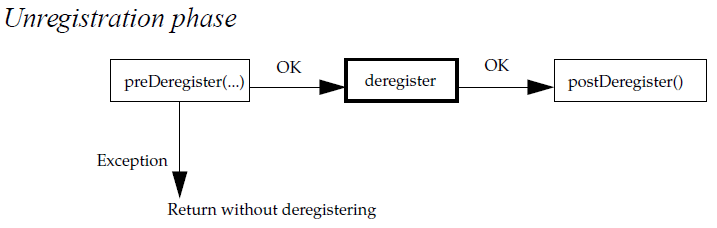 Unregistration phase
preDeregister(...)
OK
deregister
OK
postDeregister()
Exception
Return without deregistering